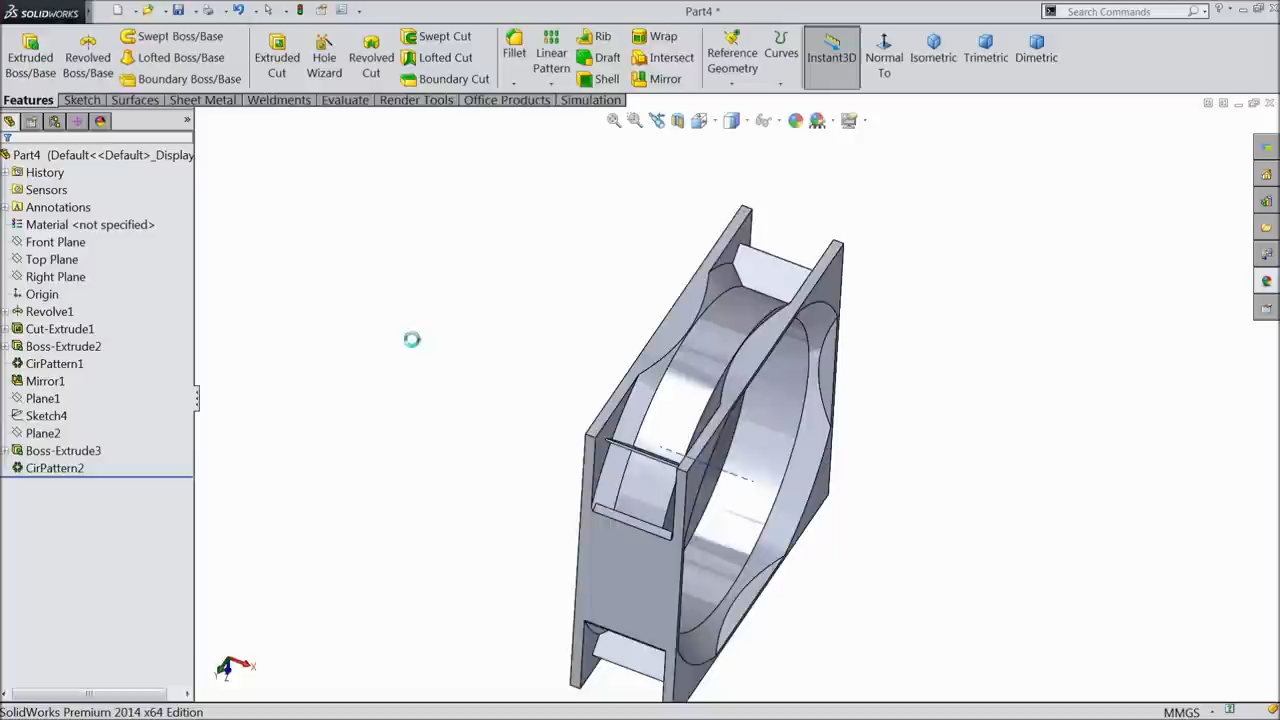 SOLIDWORKS
Part4 *
Search Commands
Extruded Boss/Base
Revolved Boss/Base
Swept Boss/Base
Lofted Boss/Base
Boundary Boss/Base
Extruded Cut
Hole Wizard
Revolved Cut
Swept Cut
Lofted Cut
Boundary Cut
Fillet
Linear Pattern
Rib
Draft
Shell
Wrap
Intersect
Mirror
Reference Geometry
Curves
Instant3D
Normal To
Isometric
Trimetric
Dimetric
Features
Sketch
Surfaces
Sheet Metal
Weldments
Evaluate
Render Tools
Office Products
Simulation
Part4 (Default<<Default>_Display
History
Sensors
Annotations
Material <not specified>
Front Plane
Top Plane
Right Plane
Origin
Revolve1
Cut-Extrude1
Boss-Extrude2
CirPattern1
Mirror1
Plane1
Sketch4
Plane2
Boss-Extrude3
CirPattern2
X
Y
Z
SolidWorks Premium 2014 x64 Edition
MMGS